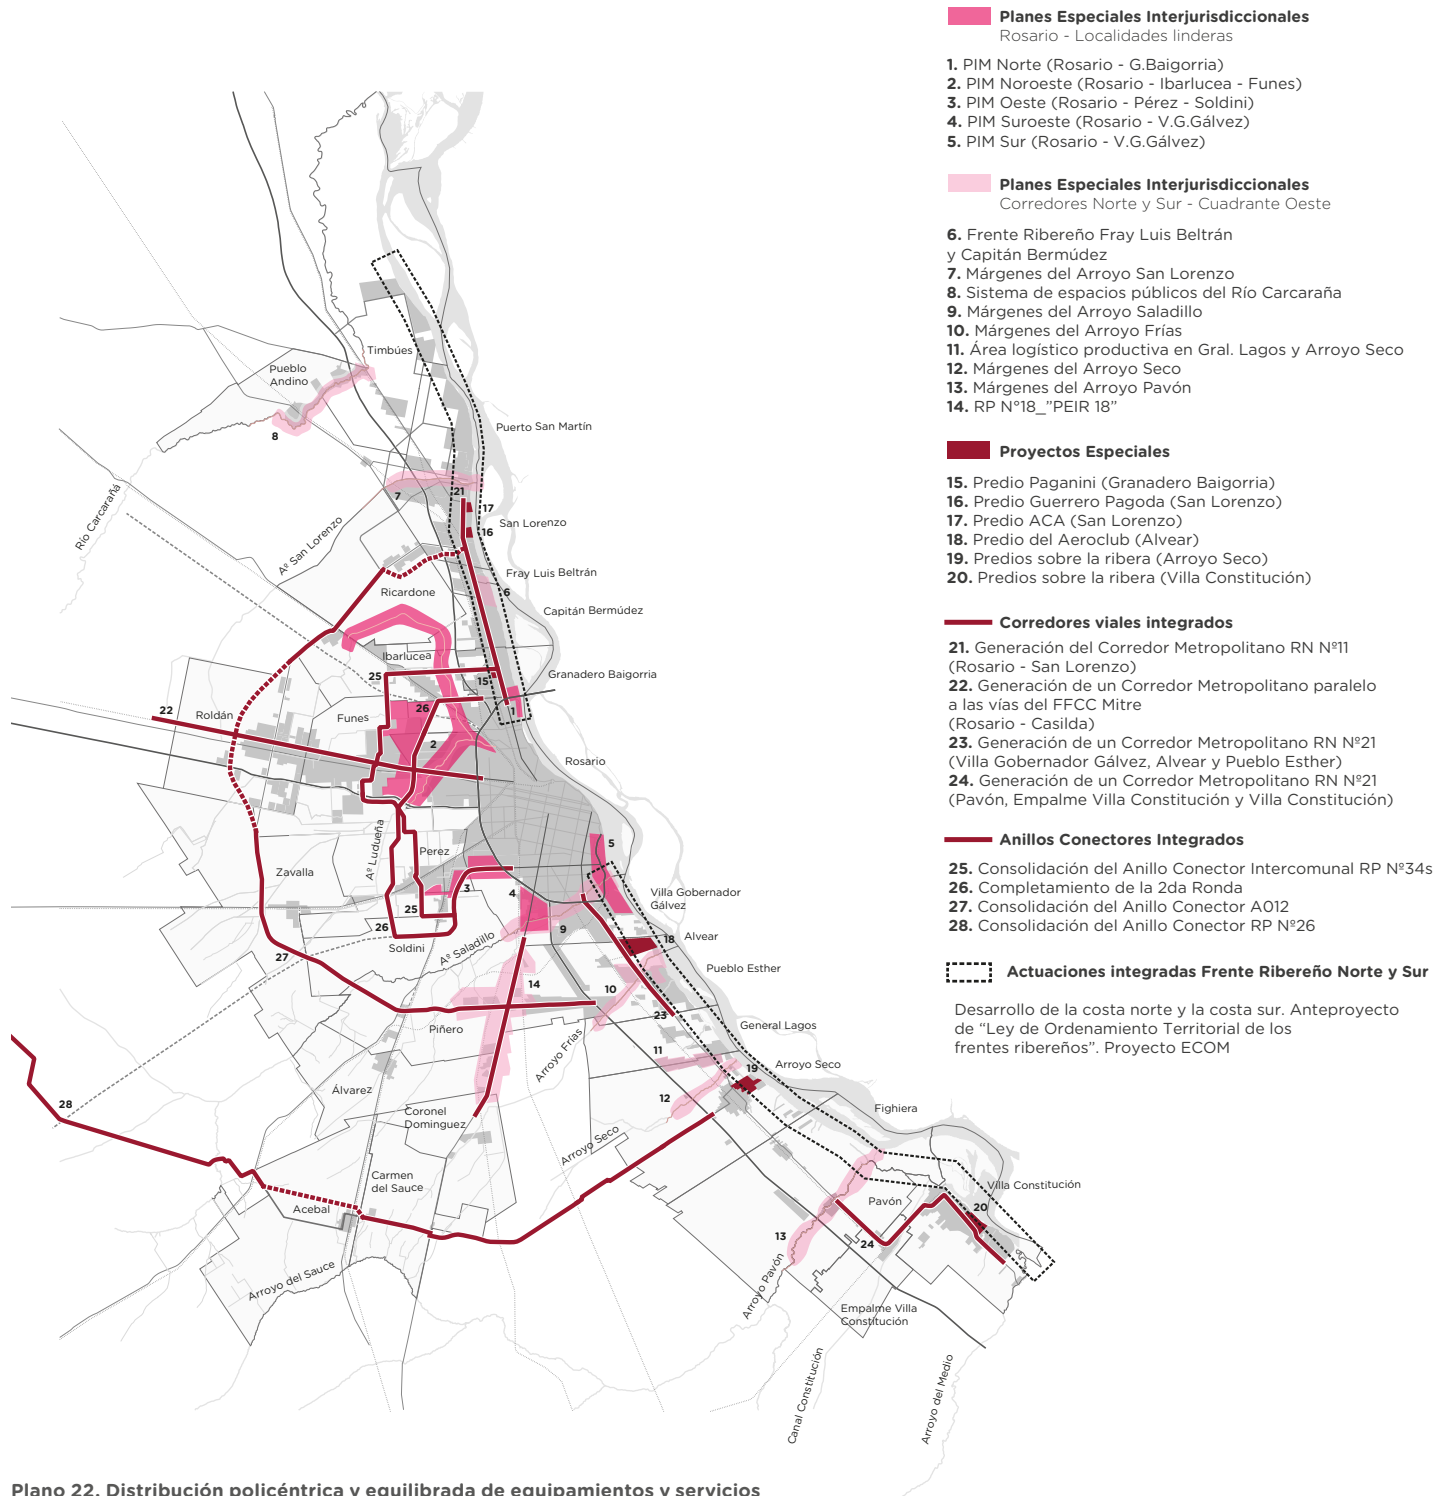 Planes Especiales Interjurisdiccionales
Rosario - Localidades linderas
1. PIM Norte (Rosario - G.Baigorria)
2. PIM Noroeste (Rosario - Ibarlucea - Funes)
3. PIM Oeste (Rosario - Pérez - Soldini)
4. PIM Suroeste (Rosario - V.G.Gálvez)
5. PIM Sur (Rosario - V.G.Gálvez)
Planes Especiales Interjurisdiccionales
Corredores Norte y Sur - Cuadrante Oeste
6. Frente Ribereño Fray Luis Beltrán
y Capitán Bermúdez
7. Márgenes del Arroyo San Lorenzo
8. Sistema de espacios públicos del Río Carcaraña
9. Márgenes del Arroyo Saladillo
10. Márgenes del Arroyo Frías
11. Área logístico productiva en Gral. Lagos y Arroyo Seco
12. Márgenes del Arroyo Seco
13. Márgenes del Arroyo Pavón
14. RP N°18_"PEIR 18"
Proyectos Especiales
15. Predio Paganini (Granadero Baigorria)
16. Predio Guerrero Pagoda (San Lorenzo)
17. Predio ACA (San Lorenzo)
18. Predio del Aeroclub (Alvear)
19. Predios sobre la ribera (Arroyo Seco)
20. Predios sobre la ribera (Villa Constitución)
Corredores viales integrados
21. Generación del Corredor Metropolitano RN Nº11
(Rosario - San Lorenzo)
22. Generación de un Corredor Metropolitano paralelo
a las vías del FFCC Mitre
(Rosario - Casilda)
23. Generación de un Corredor Metropolitano RN Nº21
(Villa Gobernador Gálvez, Alvear y Pueblo Esther)
24. Generación de un Corredor Metropolitano RN Nº21
(Pavón, Empalme Villa Constitución y Villa Constitución)
Anillos Conectores Integrados
25. Consolidación del Anillo Conector Intercomunal RP Nº34s
26. Completamiento de la 2da Ronda
27. Consolidación del Anillo Conector A012
28. Consolidación del Anillo Conector RP Nº26
Actuaciones integradas Frente Ribereño Norte y Sur
Desarrollo de la costa norte y la costa sur. Anteproyecto
de "Ley de Ordenamiento Territorial de los
frentes ribereños". Proyecto ECOM
Timbúes
Pueblo
Andino
8
Puerto San Martín
Río Carcarañá
7
21
17
16
San Lorenzo
Aº San Lorenzo
Fray Luis Beltrán
6
Ricardone
Capitán Bermúdez
Ibarlucea
25
15
Granadero Baigorria
22
Roldán
Funes
26
1
2
Rosario
Aº Ludueña
Perez
5
Zavalla
3
4
Villa Gobernador
Gálvez
25
26
Soldini
9
Aº Saladillo
18
Alvear
27
Pueblo Esther
14
10
23
Piñero
General Lagos
Arroyo Frías
11
Arroyo Seco
19
28
Álvarez
12
Coronel
Dominguez
Fighiera
Arroyo Seco
Carmen
del Sauce
Villa Constitución
Acebal
Pavón
20
13
24
Arroyo del Sauce
Arroyo Pavón
Empalme Villa
Constitución
Canal Constitución
Arroyo del Medio
Plano 22. Distribución policéntrica y equilibrada de equipamientos y servicios